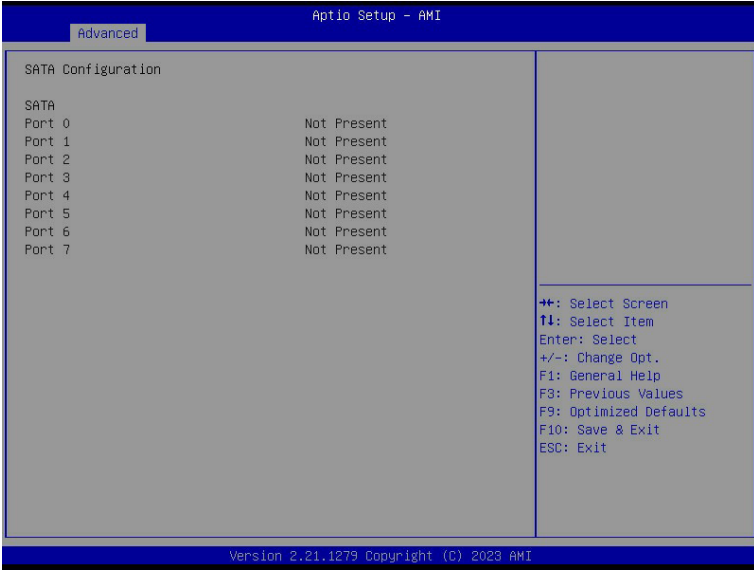 Aptio Setup – AMI
Advanced
SATA Configuration
SATA
Port 0 Not Present
Port 1 Not Present
Port 2 Not Present
Port 3 Not Present
Port 4 Not Present
Port 5 Not Present
Port 6 Not Present
Port 7 Not Present
→←: Select Screen
↑↓: Select Item
Enter: Select
+/-: Change Opt.
F1: General Help
F3: Previous Values
F9: Optimized Defaults
F10: Save & Exit
ESC: Exit
Version 2.21.1279 Copyright (C) 2023 AMI